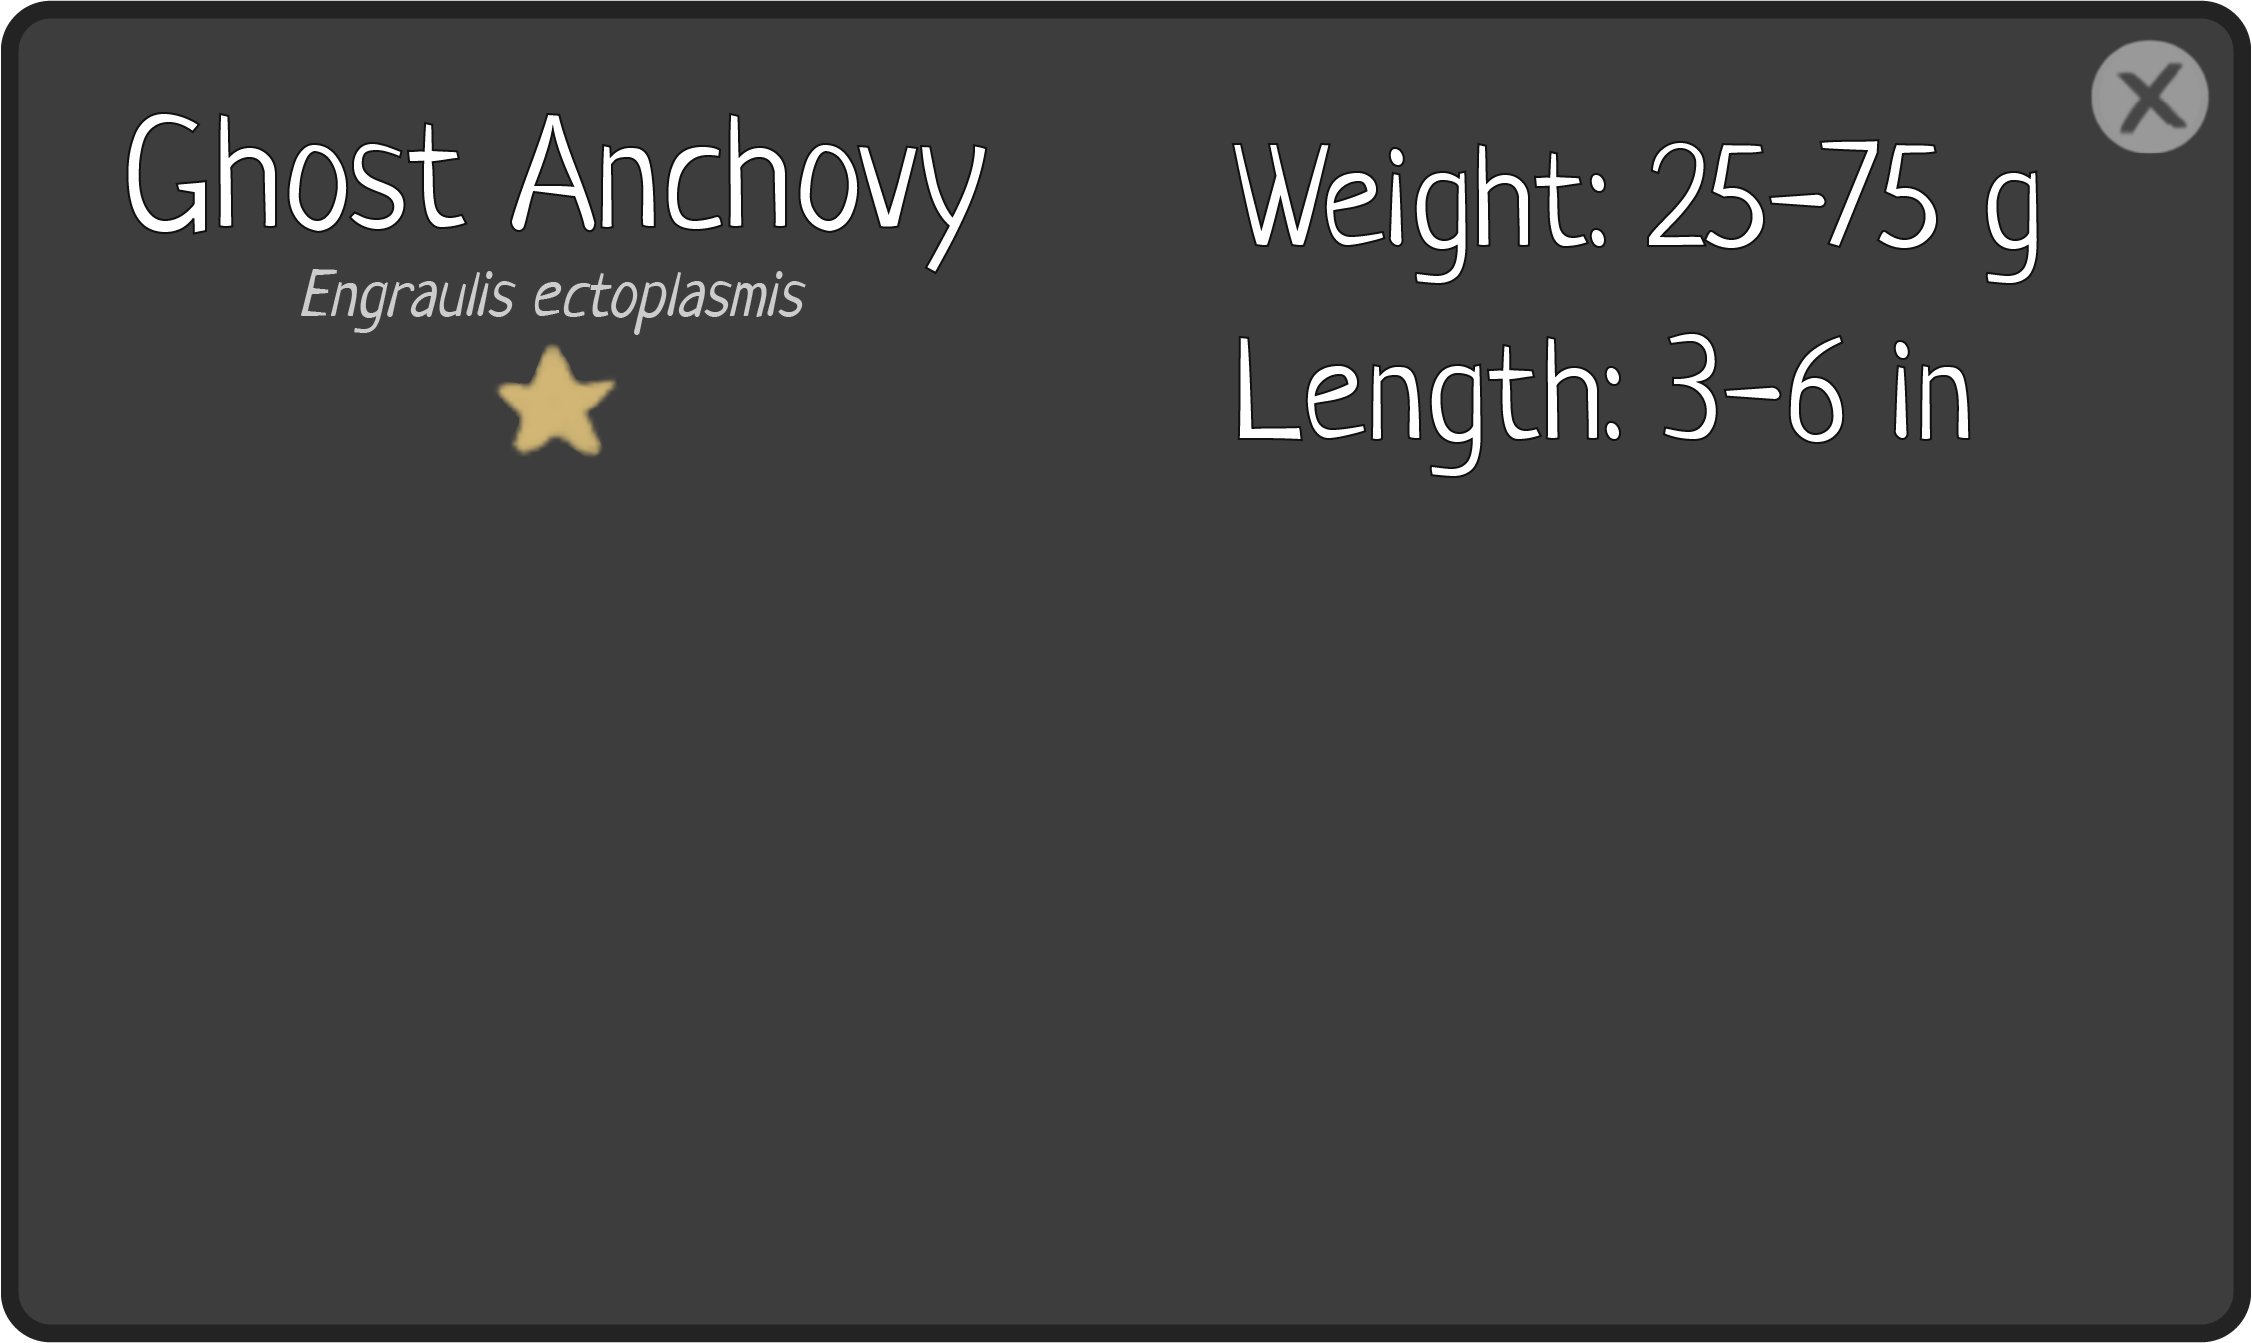 Ghost Anchovy
Engraulis ectoplasmis
Weight: 25-75 g
Length: 3-6 in
X